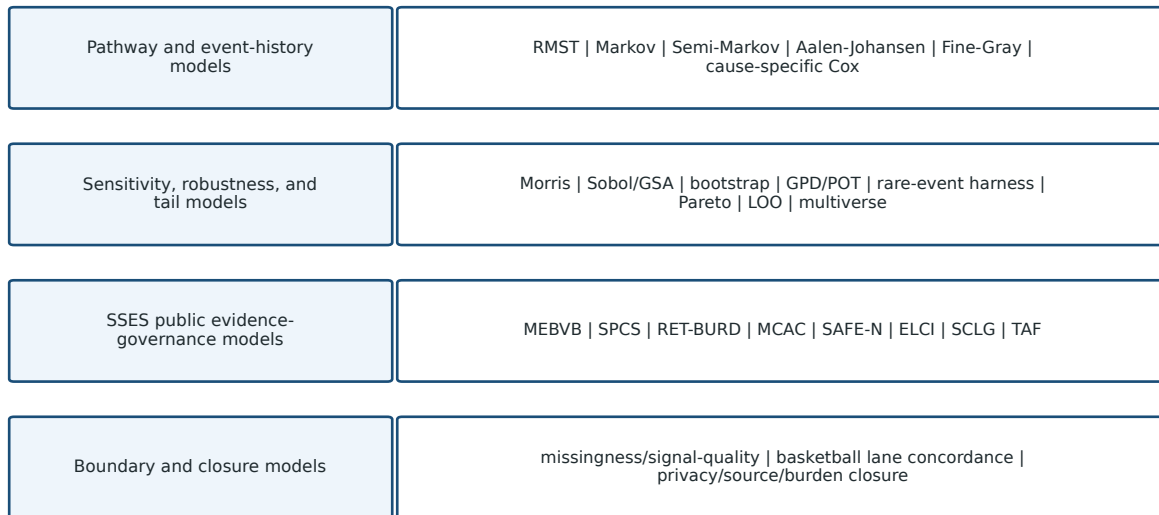 Pathway and event-history
models
RMST | Markov | Semi-Markov | Aalen-Johansen | Fine-Gray |
cause-specific Cox
Sensitivity, robustness, and
tail models
Morris | Sobol/GSA | bootstrap | GPD/POT | rare-event harness |
Pareto | LOO | multiverse
SSES public evidence-
governance models
MEBVB | SPCS | RET-BURD | MCAC | SAFE-N | ELCI | SCLG | TAF
Boundary and closure models
missingness/signal-quality | basketball lane concordance |
privacy/source/burden closure